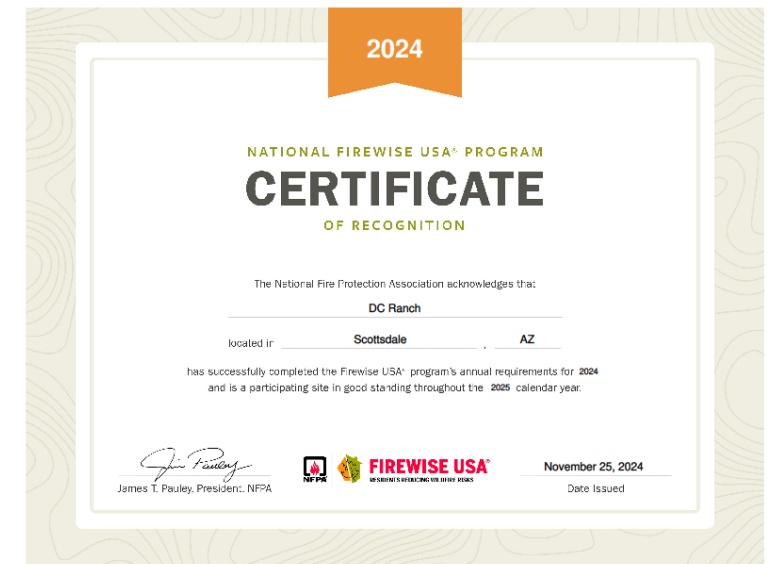 2024
NATIONAL FIREWISE USA® PROGRAM
CERTIFICATE
OF RECOGNITION
The National Fire Protection Association acknowledges that
DC Ranch
located in Scottsdale, AZ
has successfully completed the Firewise USA® program's annual requirements for 2024
and is a participating site in good standing throughout the 2025 calendar year.
Jim Pauley
James T. Pauley, President, NFPA
NFPA
FIREWISE USA®
RESIDENTS REDUCING WILDFIRE RISKS
November 25, 2024
Date Issued